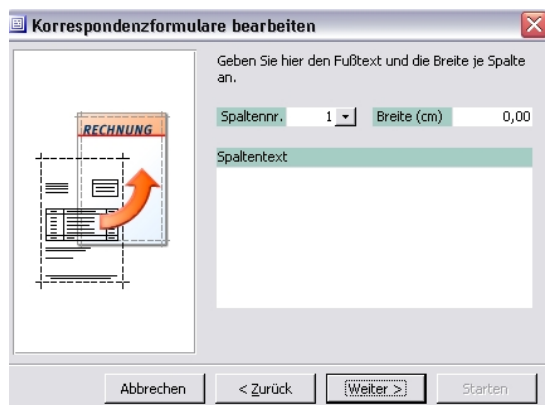 Korrespondenzformulare bearbeiten
Geben Sie hier den Fußtext und die Breite je Spalte
an.
Spaltennr. 1 Breite (cm) 0,00
RECHNUNG
Spaltentext
Abbrechen < Zurück Weiter > Starten